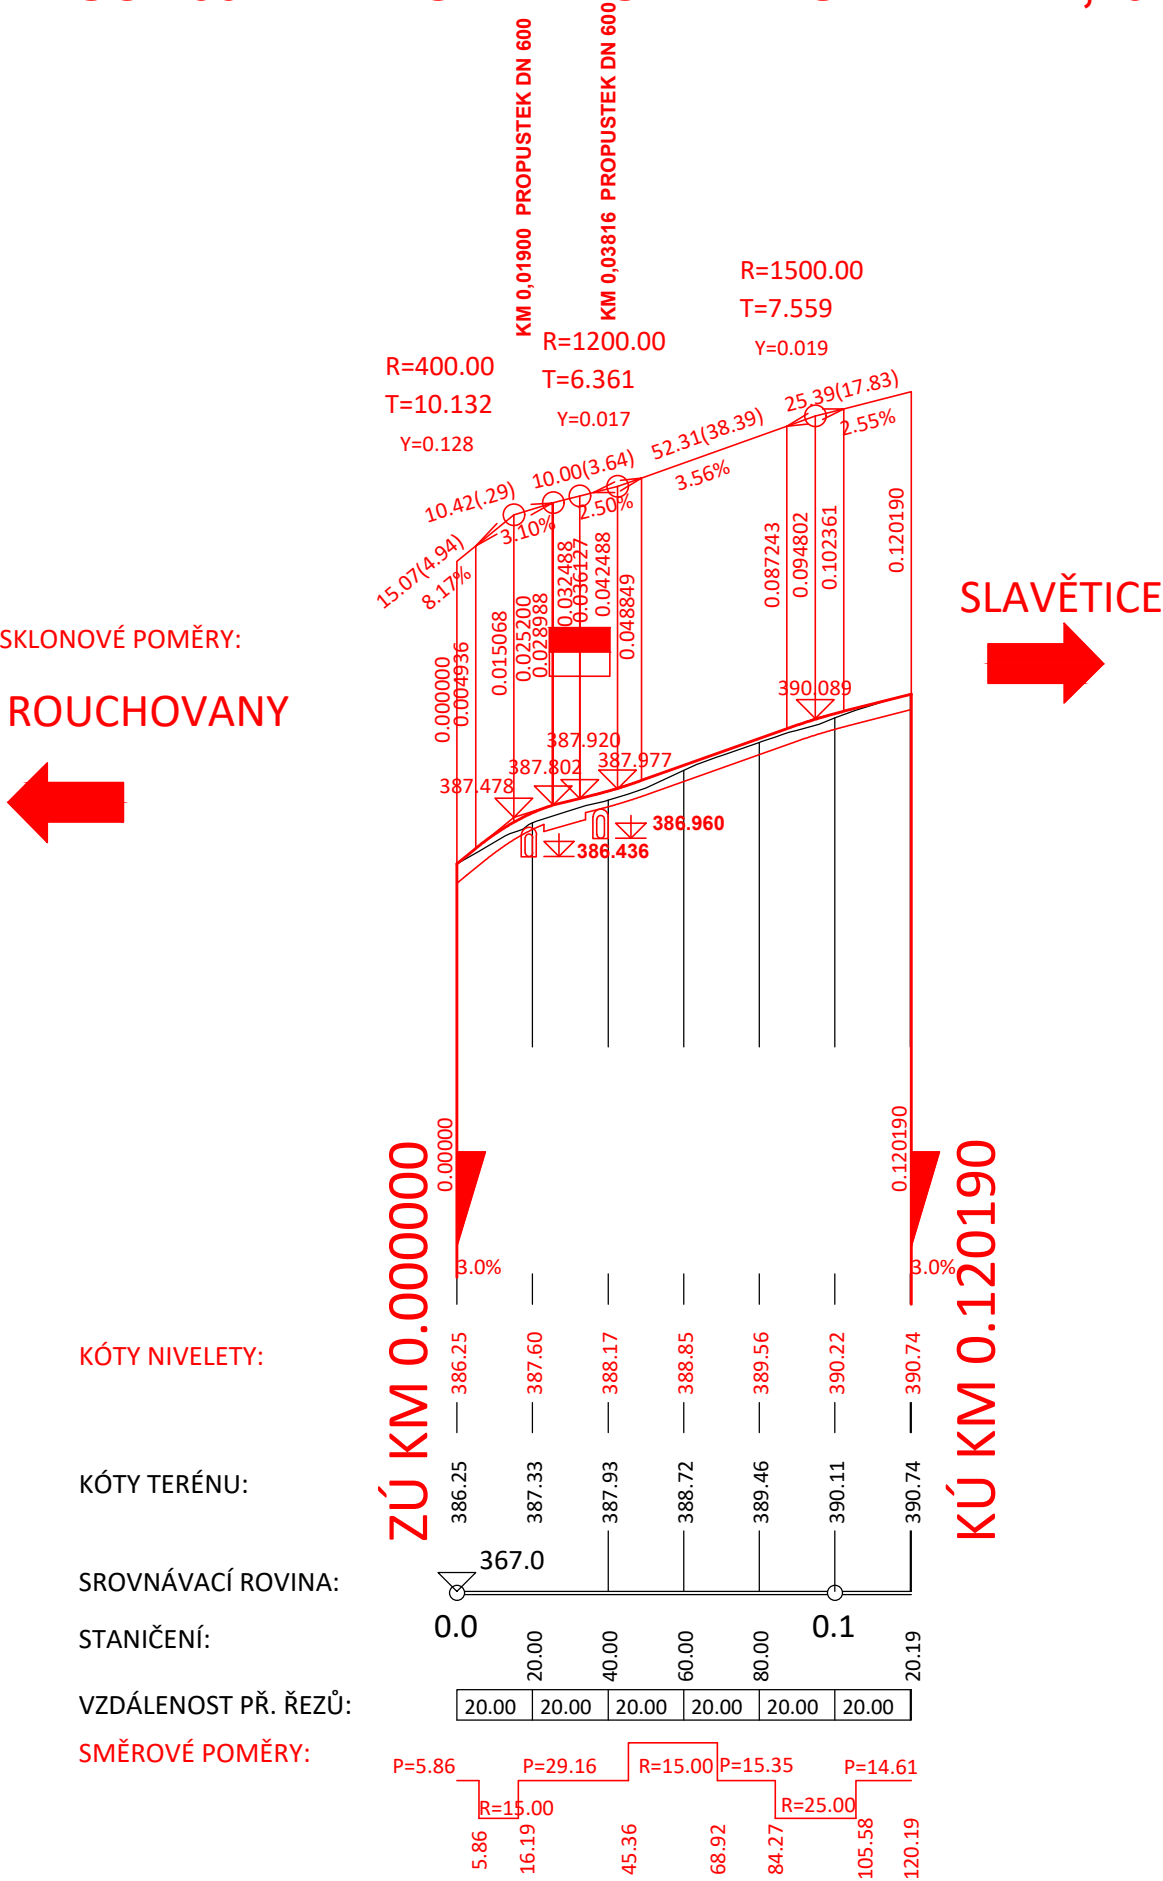 KM 0,01900 PROPUSTEK DN 600
KM 0,03816 PROPUSTEK DN 600
R=1500.00
T=7.559
Y=0.019
R=1200.00
T=6.361
Y=0.017
R=400.00
T=10.132
Y=0.128
15.07(4.94)
8.17%
10.42(.29)
3.10%
10.00(3.64)
2.50%
52.31(38.39)
3.56%
25.39(17.83)
2.55%
0.000000
0.004936
0.015068
0.025200
0.028988
0.032488
0.036127
0.042488
0.048849
0.087243
0.094802
0.102361
0.120190
SLAVĚTICE
SKLONOVÉ POMĚRY:
ROUCHOVANY
387.478
387.802
387.920
387.977
390.089
386.436
386.960
0.00000
0.120190
3.0%
3.0%
ZÚ KM 0.000000
KÚ KM 0.120190
KÓTY NIVELETY: 386.25 387.60 388.17 388.85 389.56 390.22 390.74
KÓTY TERÉNU: 386.25 387.33 387.93 388.72 389.46 390.11 390.74
SROVNÁVACÍ ROVINA: 367.0
STANIČENÍ: 0.0 20.00 40.00 60.00 80.00 0.1 20.19
VZDÁLENOST PŘ. ŘEZŮ: 20.00 20.00 20.00 20.00 20.00 20.00
SMĚROVÉ POMĚRY: P=5.86 P=29.16 R=15.00 P=15.35 P=14.61
R=15.00 R=25.00
5.86 16.19 45.36 68.92 84.27 105.58 120.19